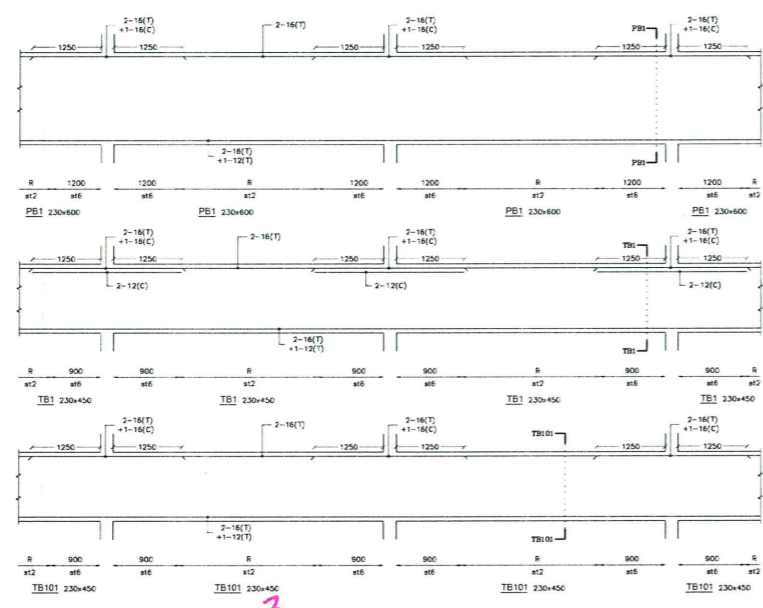 2-16(T)
+1-16(C)
2-16(T)
2-16(T)
+1-16(C)
PB1
2-16(T)
+1-16(C)
1250 1250 1250 1250 1250 1250
2-16(T)
+1-12(T)
PB1
R 1200 1200 R 1200 1200 R 1200 1200 R
st2 st6 st6 st2 st6 st6 st2 st6 st6 st2
PB1 230x600 PB1 230x600 PB1 230x600 PB1 230x600
2-16(T)
+1-16(C)
2-16(T)
2-16(T)
+1-16(C)
TB1
2-16(T)
+1-16(C)
1250 1250 1250 1250 1250 1250
2-12(C) 2-12(C) 2-12(C)
2-16(T)
+1-12(T)
TB1
R 900 900 R 900 900 R 900 900 R
st2 st6 st6 st2 st6 st6 st2 st6 st6 st2
TB1 230x450 TB1 230x450 TB1 230x450 TB1 230x450
2-16(T)
+1-16(C)
2-16(T)
2-16(T)
+1-16(C)
TB101
2-16(T)
+1-16(C)
1250 1250 1250 1250 1250 1250
2-16(T)
+1-12(T)
TB101
R 900 900 R 900 900 R 900 900 R
st2 st6 st6 st2 st6 st6 st2 st6 st6 st2
TB101 230x450 TB101 230x450 TB101 230x450 TB101 230x450